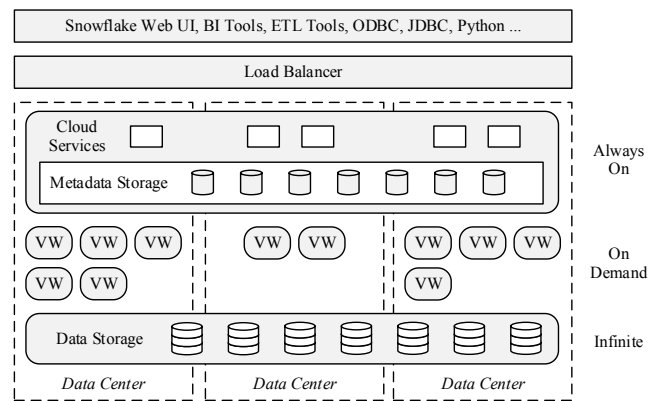 Snowflake Web UI, BI Tools, ETL Tools, ODBC, JDBC, Python ...
Load Balancer
Cloud
Services
Metadata Storage
Always
On
VW VW VW VW VW VW VW VW
VW VW VW
On
Demand
Data Storage
Infinite
Data Center Data Center Data Center